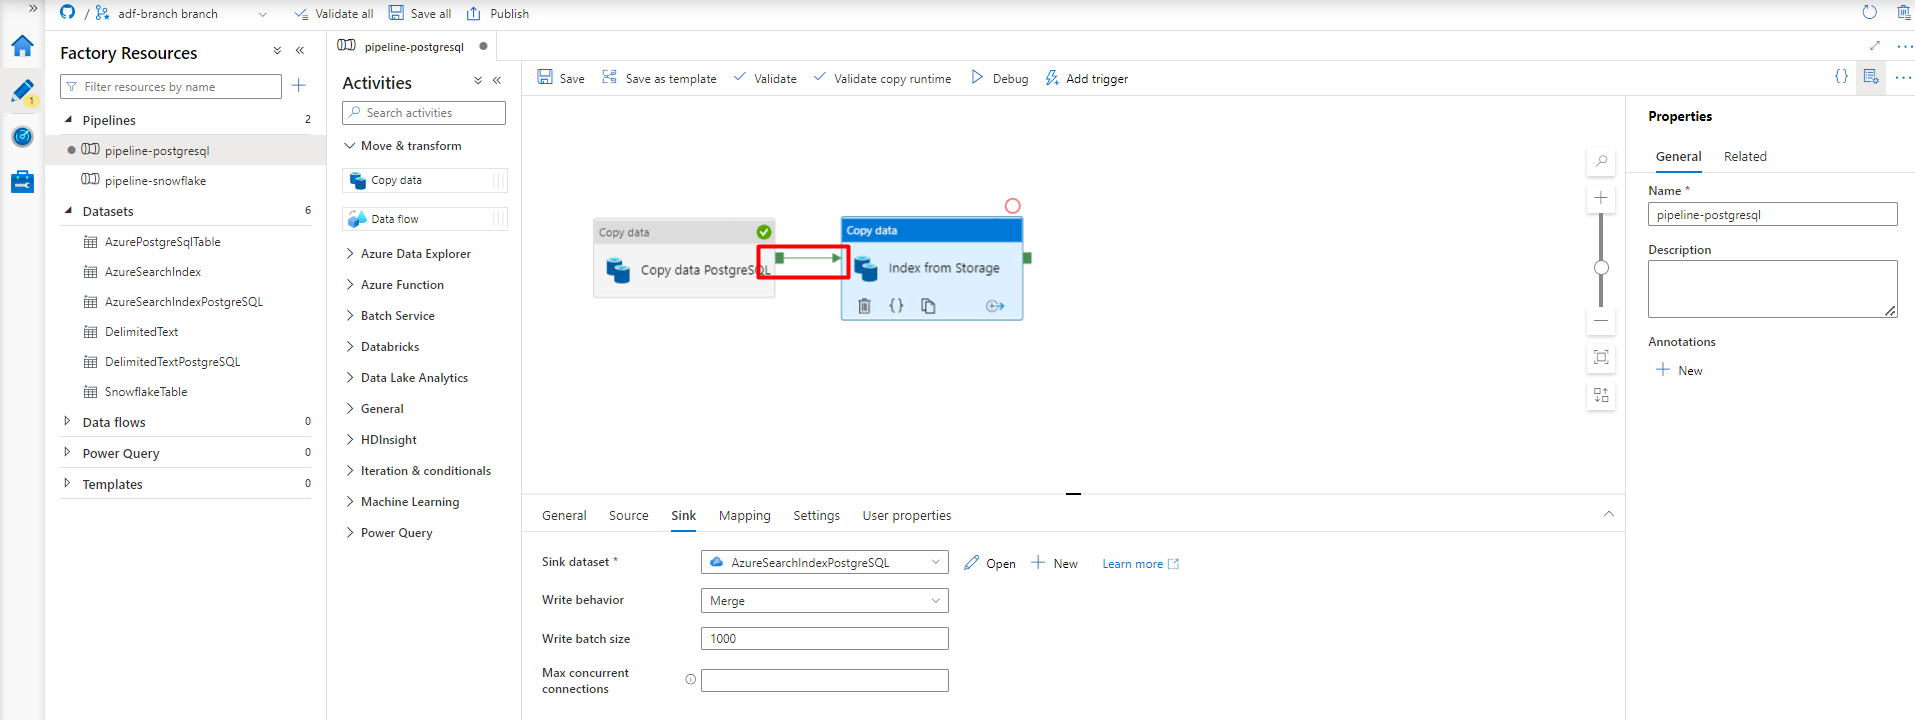 / adf-branch branch
Validate all
Save all
Publish
1
Factory Resources
Filter resources by name
Pipelines 2
pipeline-postgresql
pipeline-snowflake
Datasets 6
AzurePostgreSqlTable
AzureSearchIndex
AzureSearchIndexPostgreSQL
DelimitedText
DelimitedTextPostgreSQL
SnowflakeTable
Data flows 0
Power Query 0
Templates 0
pipeline-postgresql
Activities
Search activities
Move & transform
Copy data
Data flow
Azure Data Explorer
Azure Function
Batch Service
Databricks
Data Lake Analytics
General
HDInsight
Iteration & conditionals
Machine Learning
Power Query
Save
Save as template
Validate
Validate copy runtime
Debug
Add trigger
{}
Copy data
Copy data PostgreSQL
Copy data
Index from Storage
{}
General
Source
Sink
Mapping
Settings
User properties
Sink dataset *
AzureSearchIndexPostgreSQL
Open
New
Learn more
Write behavior
Merge
Write batch size
1000
Max concurrent
connections
Properties
General
Related
Name *
pipeline-postgresql
Description
Annotations
New